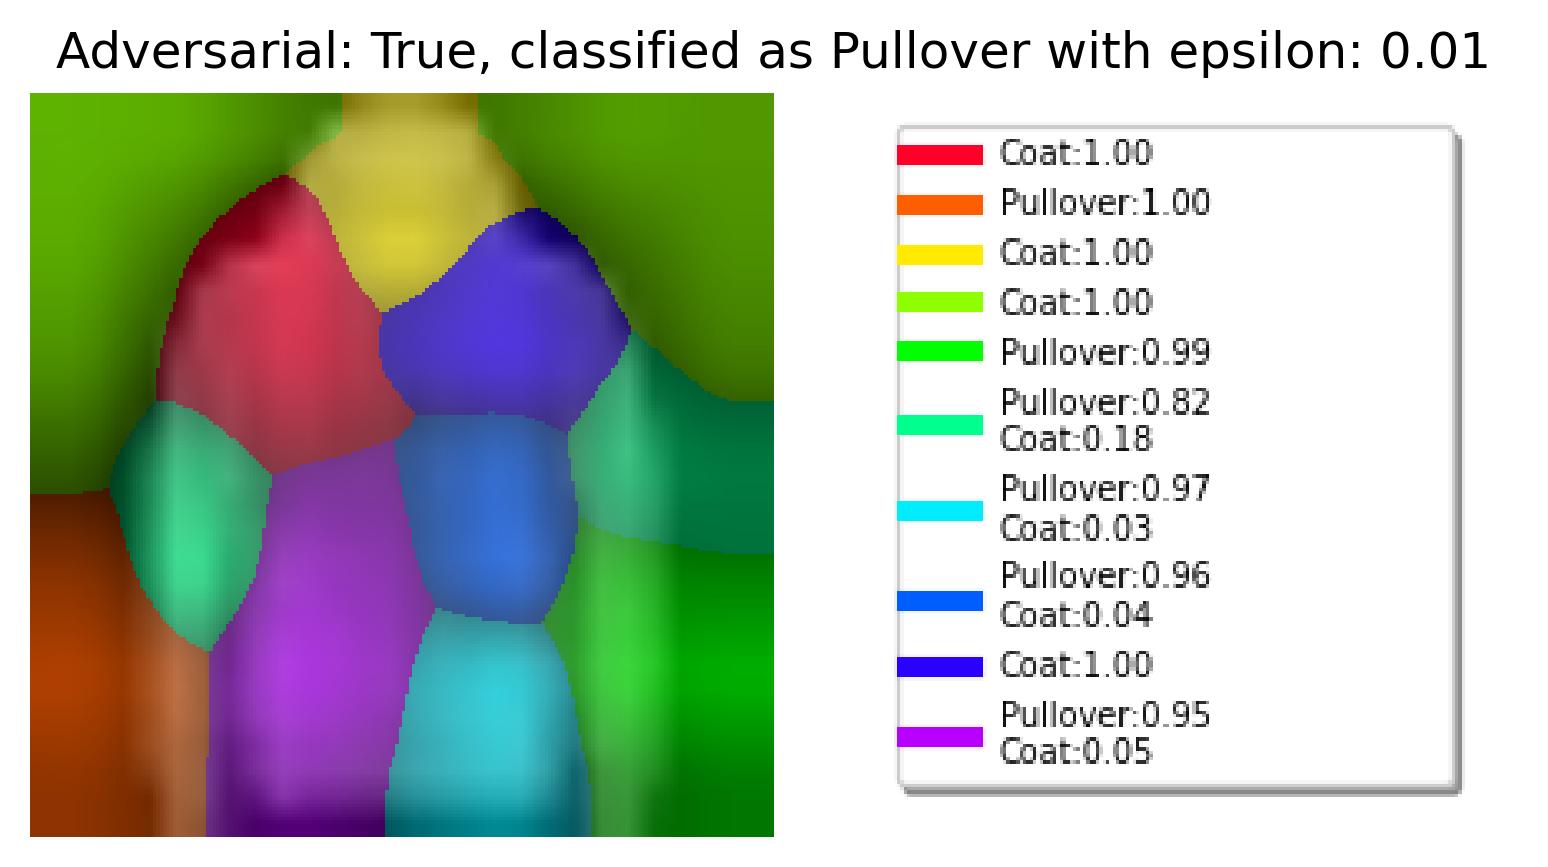 Adversarial: True, classified as Pullover with epsilon: 0.01
Coat:1.00
Pullover:1.00
Coat:1.00
Coat:1.00
Pullover:0.99
Pullover:0.82
Coat:0.18
Pullover:0.97
Coat:0.03
Pullover:0.96
Coat:0.04
Coat:1.00
Pullover:0.95
Coat:0.05